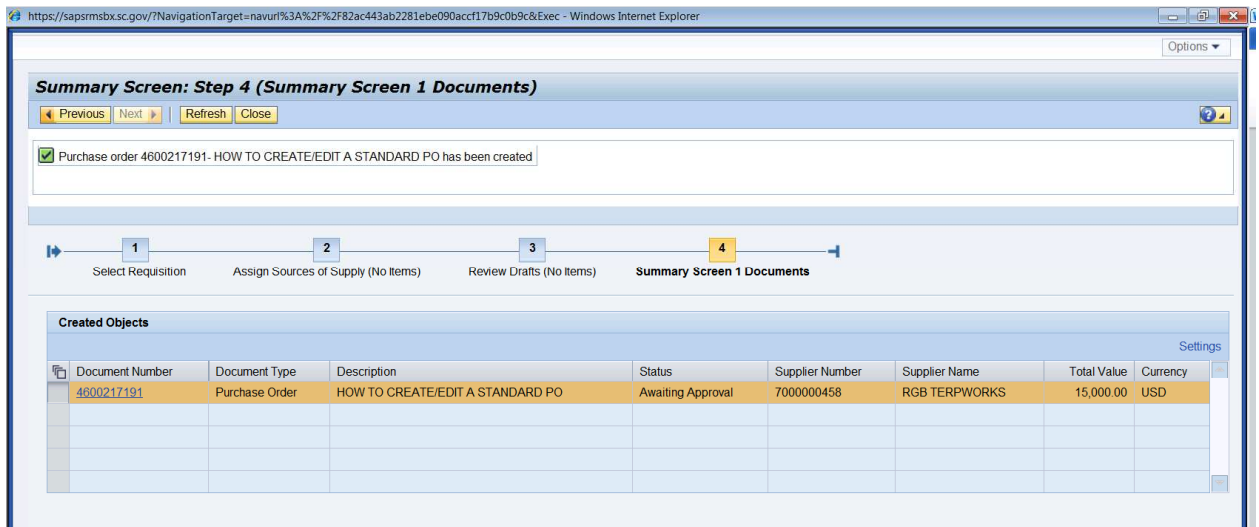 https://sapsrmsbx.sc.gov/?NavigationTarget=navurl%3A%2F%2F82ac443ab2281ebe090accf17b9c0b9c&Exec - Windows Internet Explorer
Options
Summary Screen: Step 4 (Summary Screen 1 Documents)
Previous Next Refresh Close
Purchase order 4600217191- HOW TO CREATE/EDIT A STANDARD PO has been created
1 2 3 4
Select Requisition Assign Sources of Supply (No Items) Review Drafts (No Items) Summary Screen 1 Documents
Created Objects
Settings
Document Number Document Type Description Status Supplier Number Supplier Name Total Value Currency
4600217191 Purchase Order HOW TO CREATE/EDIT A STANDARD PO Awaiting Approval 7000000458 RGB TERPWORKS 15,000.00 USD